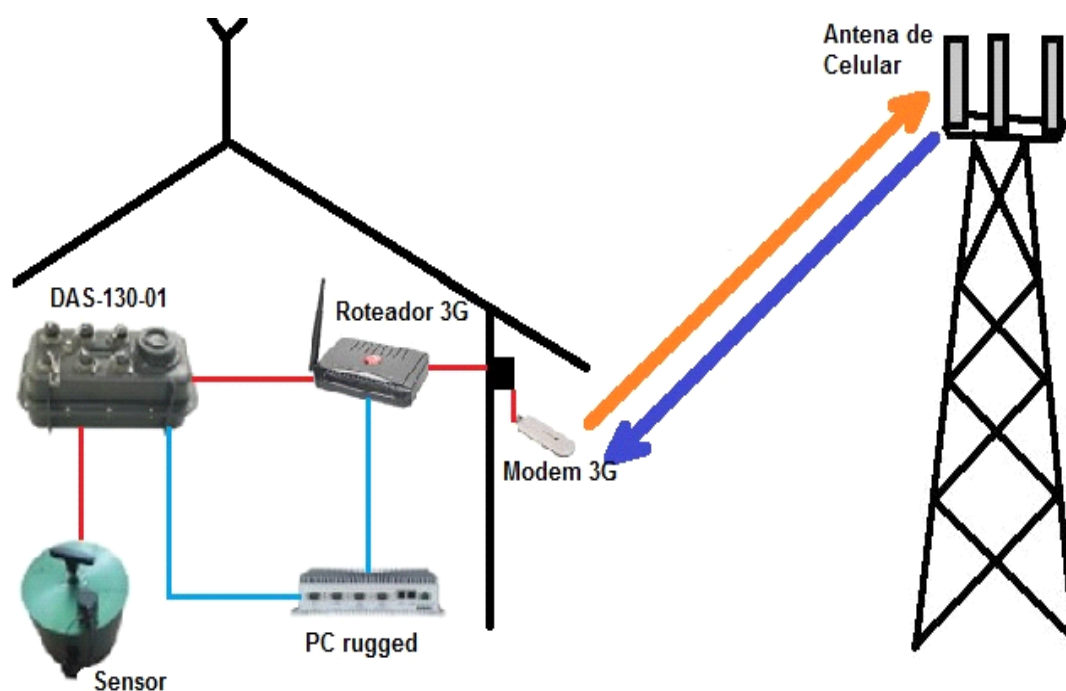 Antena de
Celular
DAS-130-01
Roteador 3G
Modem 3G
PC rugged
Sensor